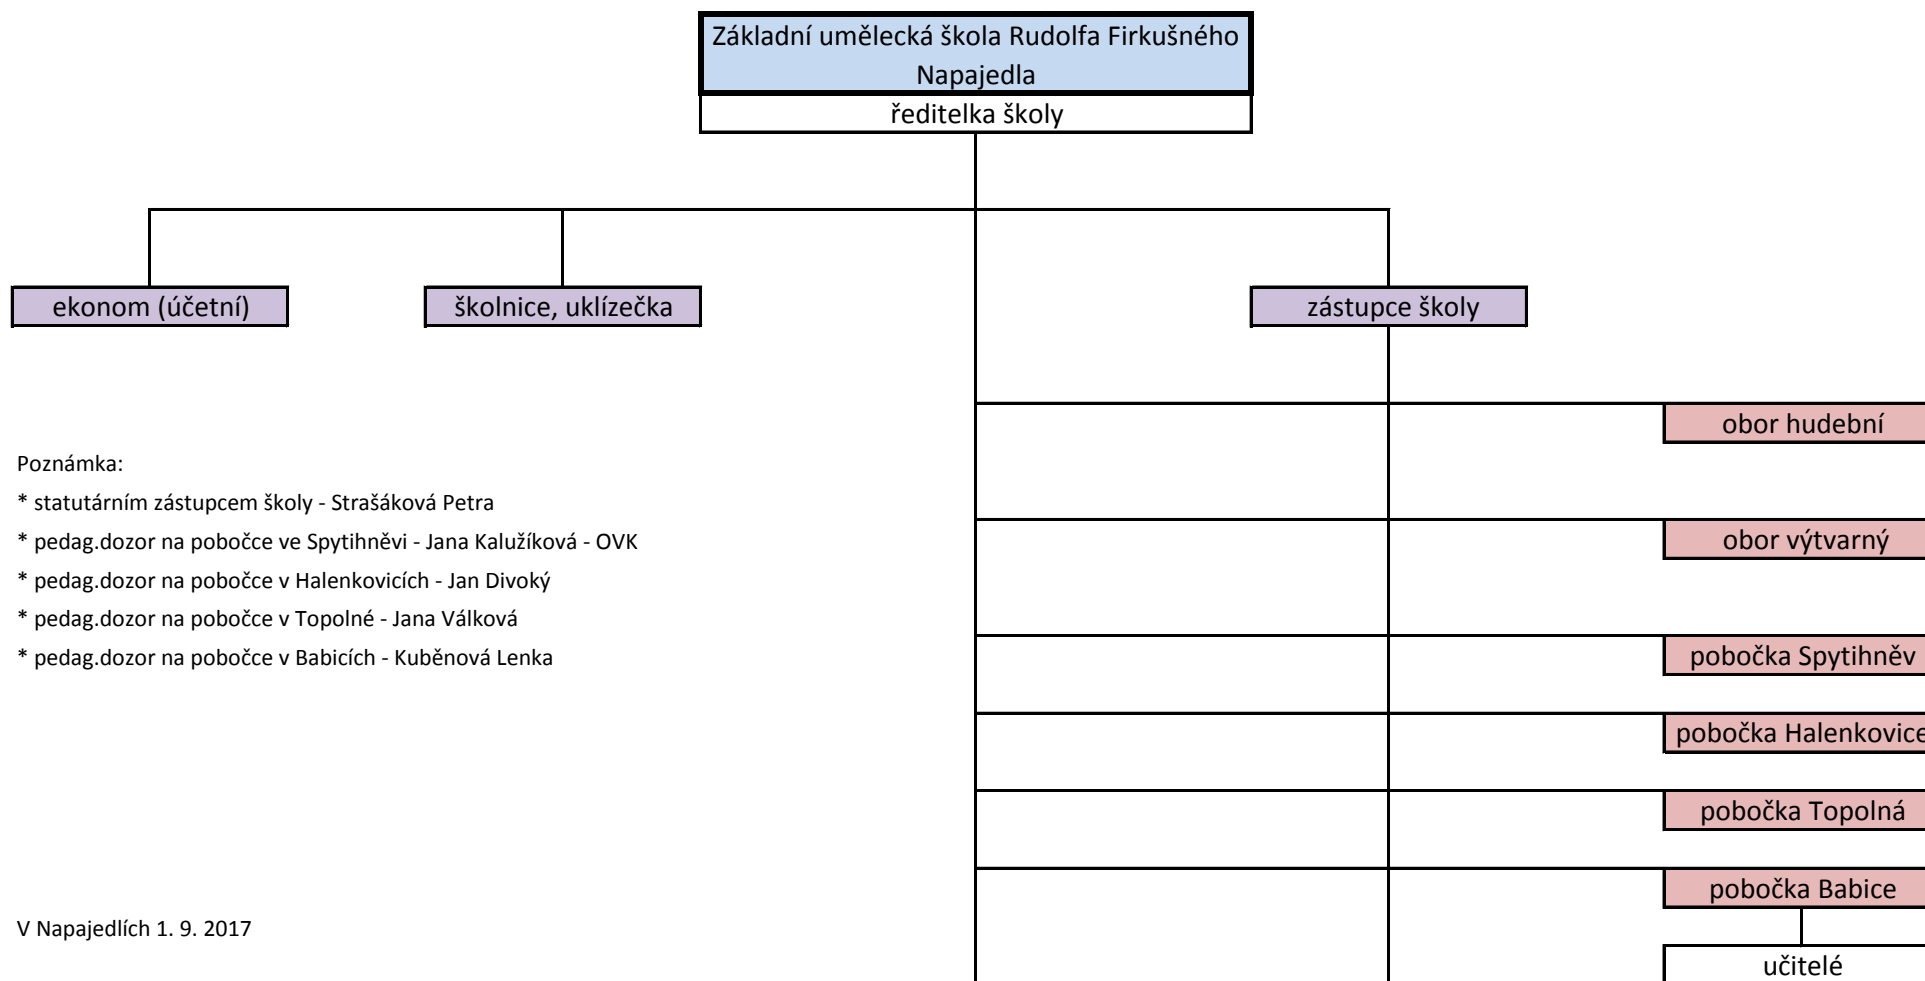 Základní umělecká škola Rudolfa Firkušného
Napajedla
ředitelka školy
ekonom (účetní)
školnice, uklízečka
zástupce školy
obor hudební
Poznámka:
* statutárním zástupcem školy - Strašáková Petra
* pedag.dozor na pobočce ve Spytihněvi - Jana Kalužíková - OVK
* pedag.dozor na pobočce v Halenkovicích - Jan Divoký
* pedag.dozor na pobočce v Topolné - Jana Válková
* pedag.dozor na pobočce v Babicích - Kuběnová Lenka
obor výtvarný
pobočka Spytihněv
pobočka Halenkovice
pobočka Topolná
pobočka Babice
učitelé
V Napajedlích 1. 9. 2017